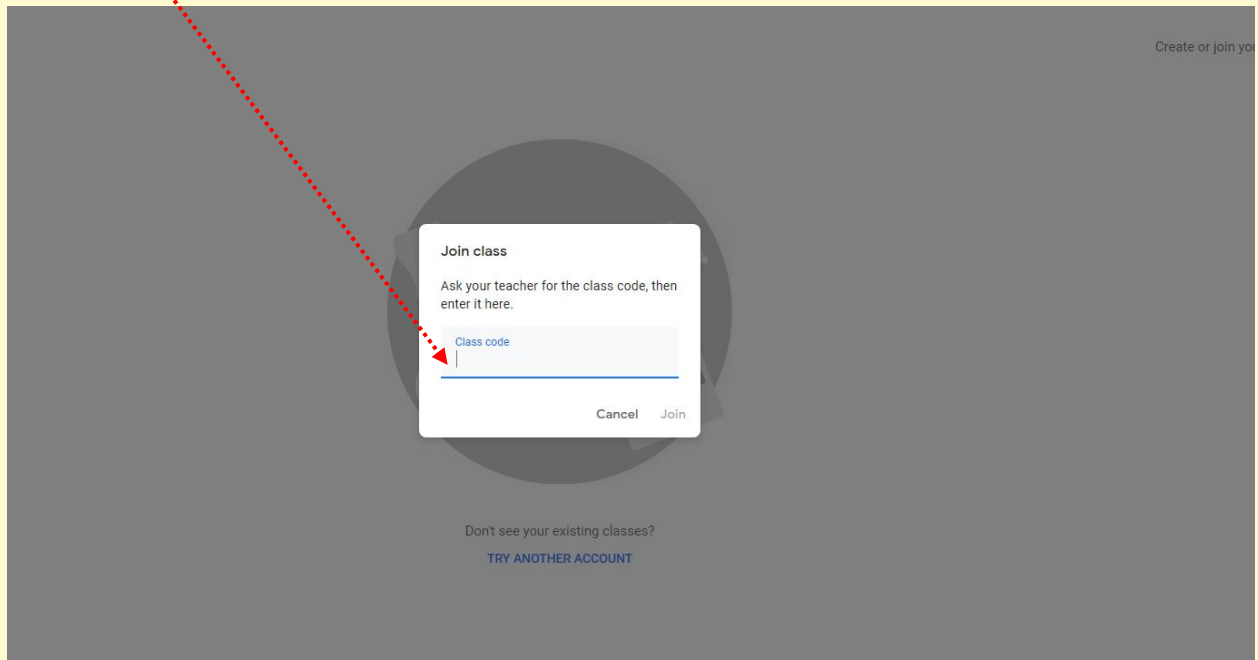 Create or join you
Join class
Ask your teacher for the class code, then
enter it here.
Class code
Cancel Join
Don't see your existing classes?
TRY ANOTHER ACCOUNT